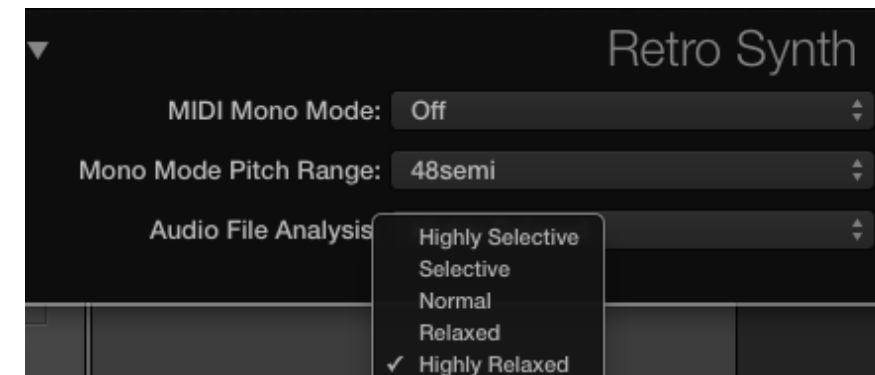 Retro Synth
MIDI Mono Mode: Off
Mono Mode Pitch Range: 48semi
Audio File Analysis
Highly Selective
Selective
Normal
Relaxed
✓ Highly Relaxed